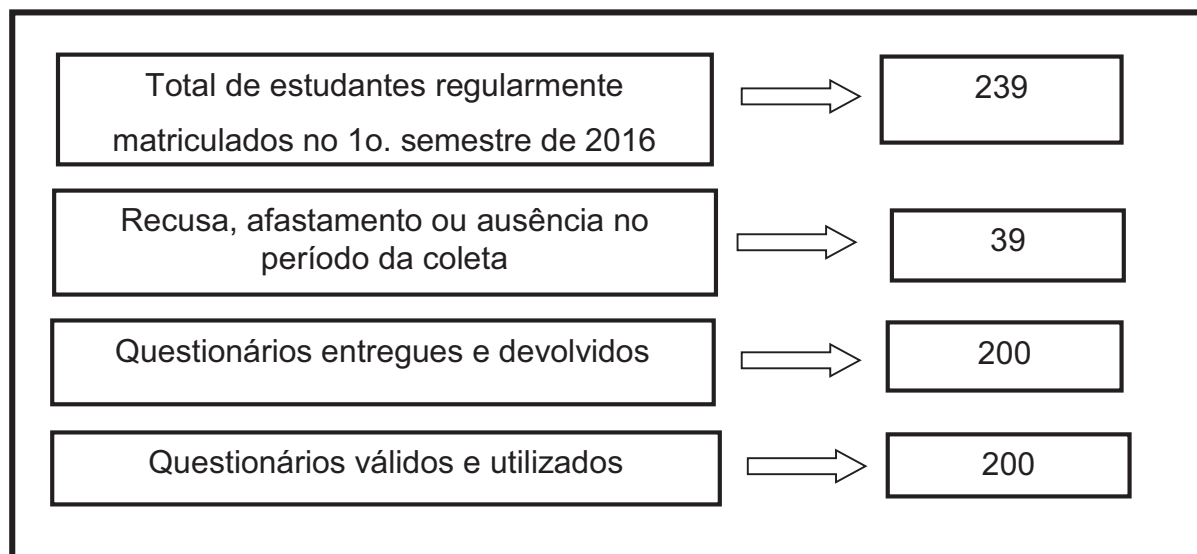 Total de estudantes regularmente
matriculados no 1o. semestre de 2016
239
Recusa, afastamento ou ausência no
período da coleta
39
Questionários entregues e devolvidos
200
Questionários válidos e utilizados
200